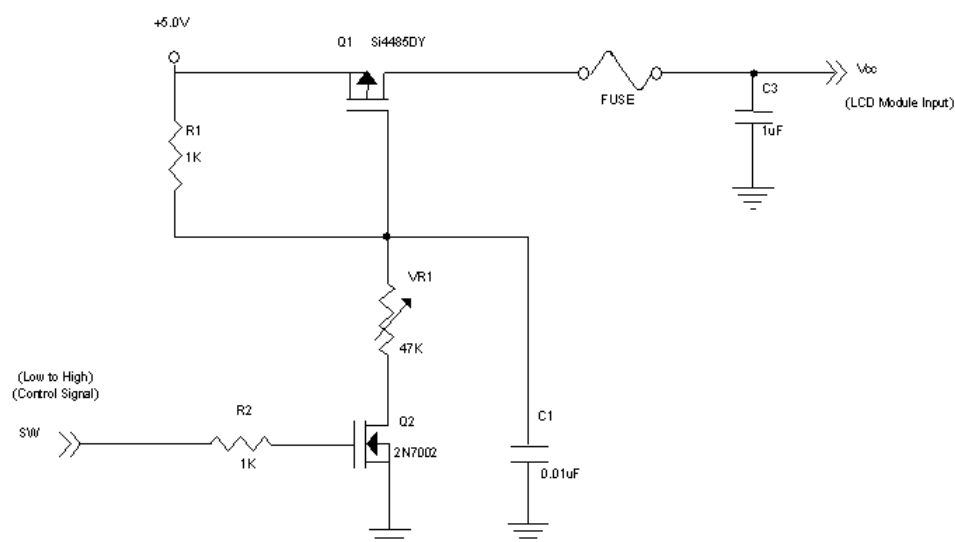 +5.0V
Q1 Si4485DY
FUSE
Vcc
(LCD Module Input)
C3
1uF
R1
1K
VR1
47K
(Low to High)
(Control Signal)
SW
R2
1K
Q2
2N7002
C1
0.01uF